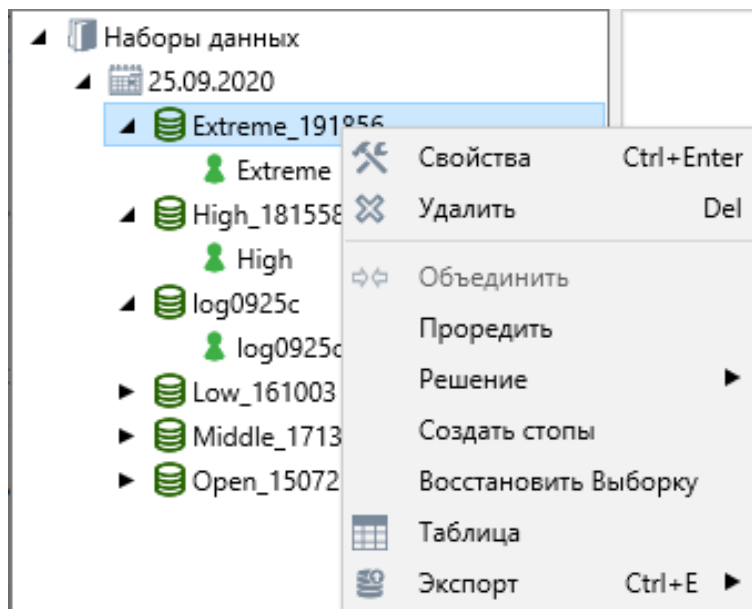 Наборы данных
25.09.2020
Extreme_191856
Extreme
High_181558
High
log0925c
log0925c
Low_161003
Middle_1713
Open_15072
Свойства Ctrl+Enter
Удалить Del
Объединить
Проредить
Решение
Создать стопы
Восстановить Выборку
Таблица
Экспорт Ctrl+E